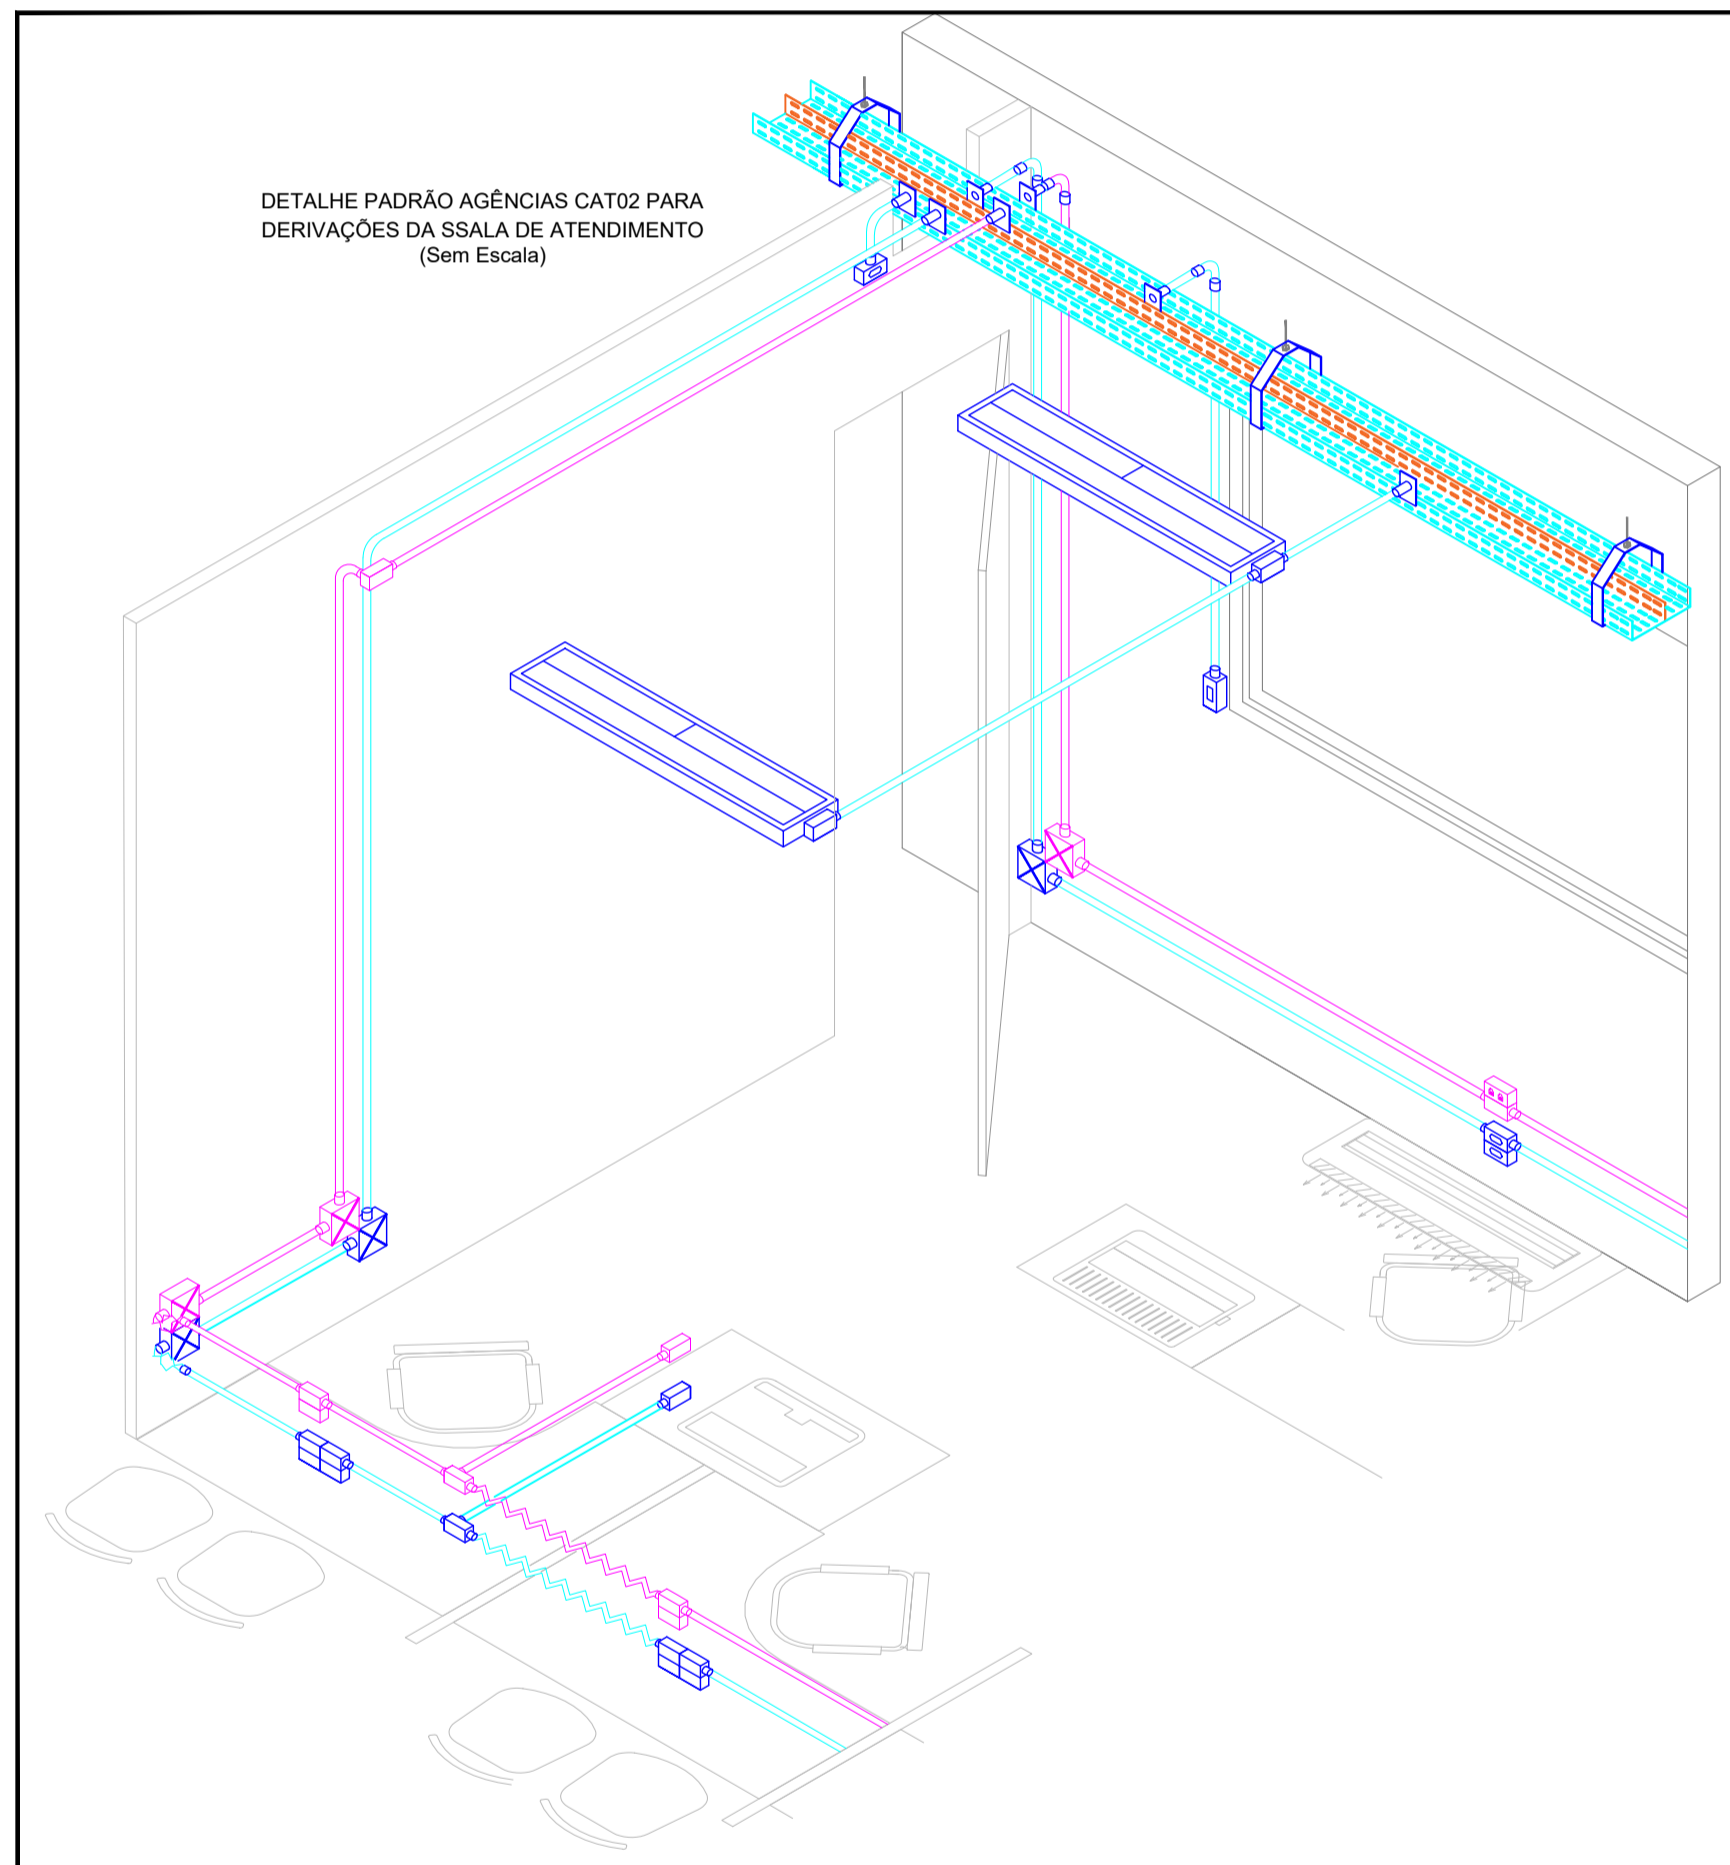 DETALHE PADRÃO AGÊNCIAS CAT02 PARA
DERIVAÇÕES DA SSALA DE ATENDIMENTO
(Sem Escala)